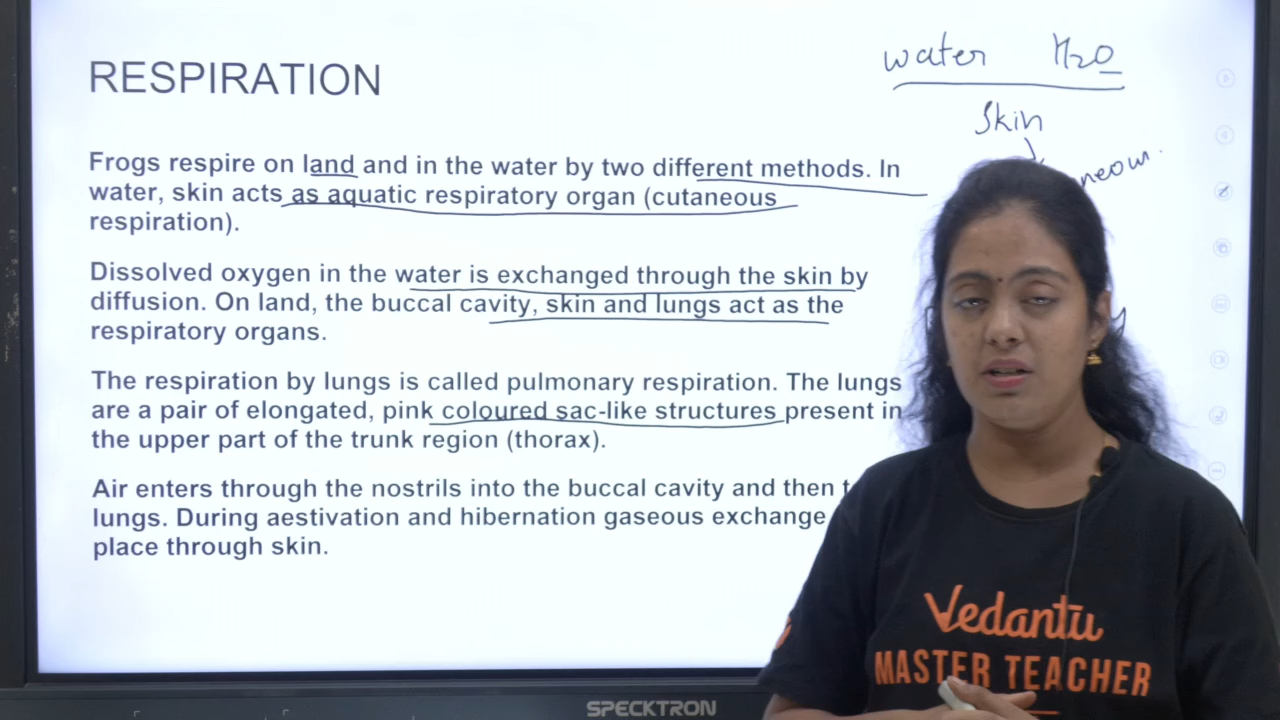 RESPIRATION
water H2O
Skin
Frogs respire on land and in the water by two different methods. In
water, skin acts as aquatic respiratory organ (cutaneous
respiration).
Dissolved oxygen in the water is exchanged through the skin by
diffusion. On land, the buccal cavity, skin and lungs act as the
respiratory organs.
The respiration by lungs is called pulmonary respiration. The lungs
are a pair of elongated, pink coloured sac-like structures present in
the upper part of the trunk region (thorax).
Air enters through the nostrils into the buccal cavity and then
lungs. During aestivation and hibernation gaseous exchange
place through skin.
Vedantu
MASTER TEACHER
SPECKTRON